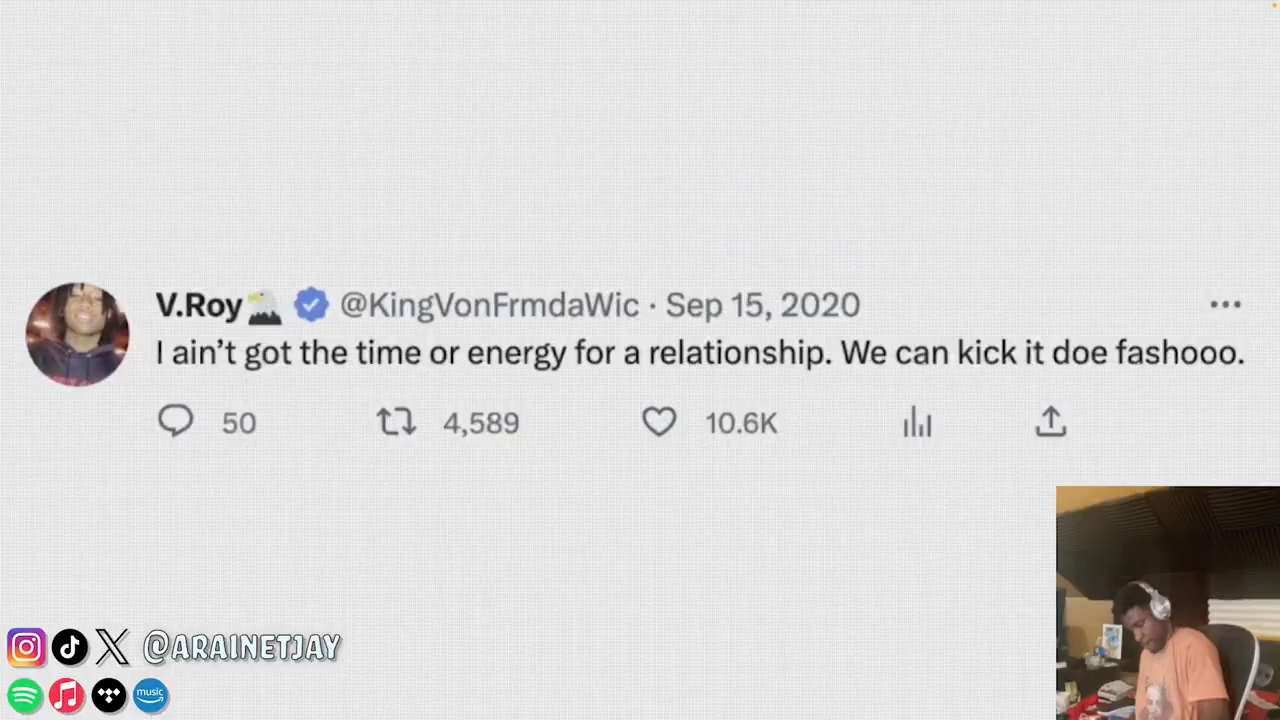 V.Roy🦅 @KingVonFrmdaWic · Sep 15, 2020
I ain't got the time or energy for a relationship. We can kick it doe fashooo.
50 4,589 10.6K
@ARAINETJAY
music